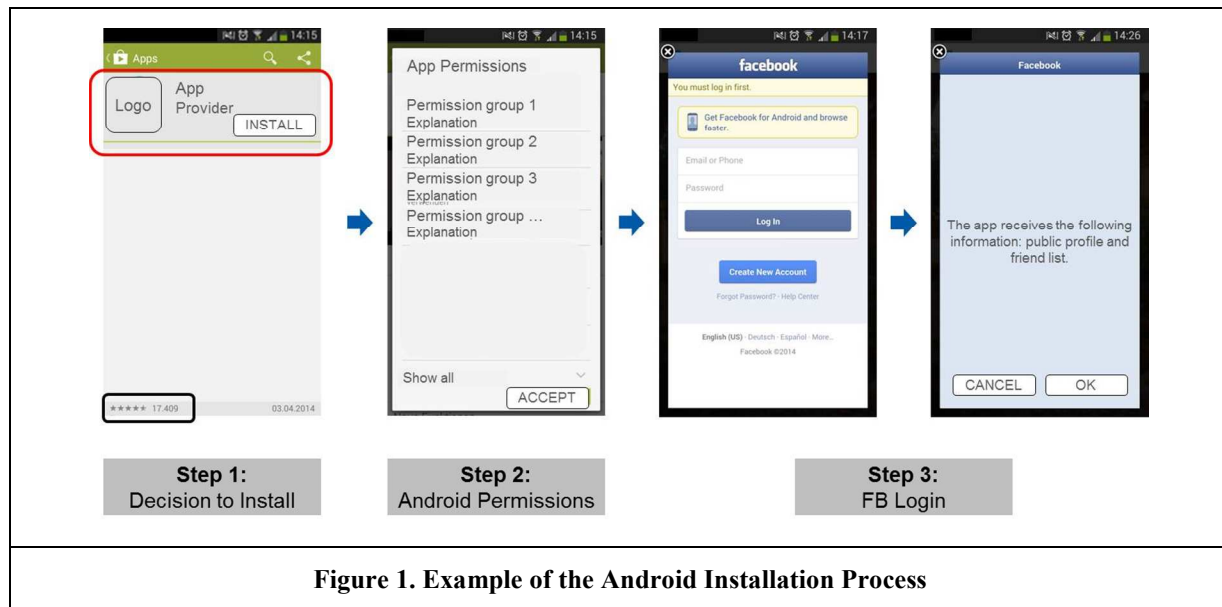 14:15
Apps
Logo
App
Provider
INSTALL
★★★★★ 17.409
03.04.2014
14:15
App Permissions
Permission group 1
Explanation
Permission group 2
Explanation
Permission group 3
Explanation
Permission group …
Explanation
Show all
ACCEPT
14:17
facebook
You must log in first.
Get Facebook for Android and browse
faster.
Email or Phone
Password
Log In
Create New Account
Forgot Password? · Help Center
English (US) · Deutsch · Español · More..
Facebook ©2014
14:26
Facebook
The app receives the following
information: public profile and
friend list.
CANCEL
OK
Step 1:
Decision to Install
Step 2:
Android Permissions
Step 3:
FB Login
Figure 1. Example of the Android Installation Process